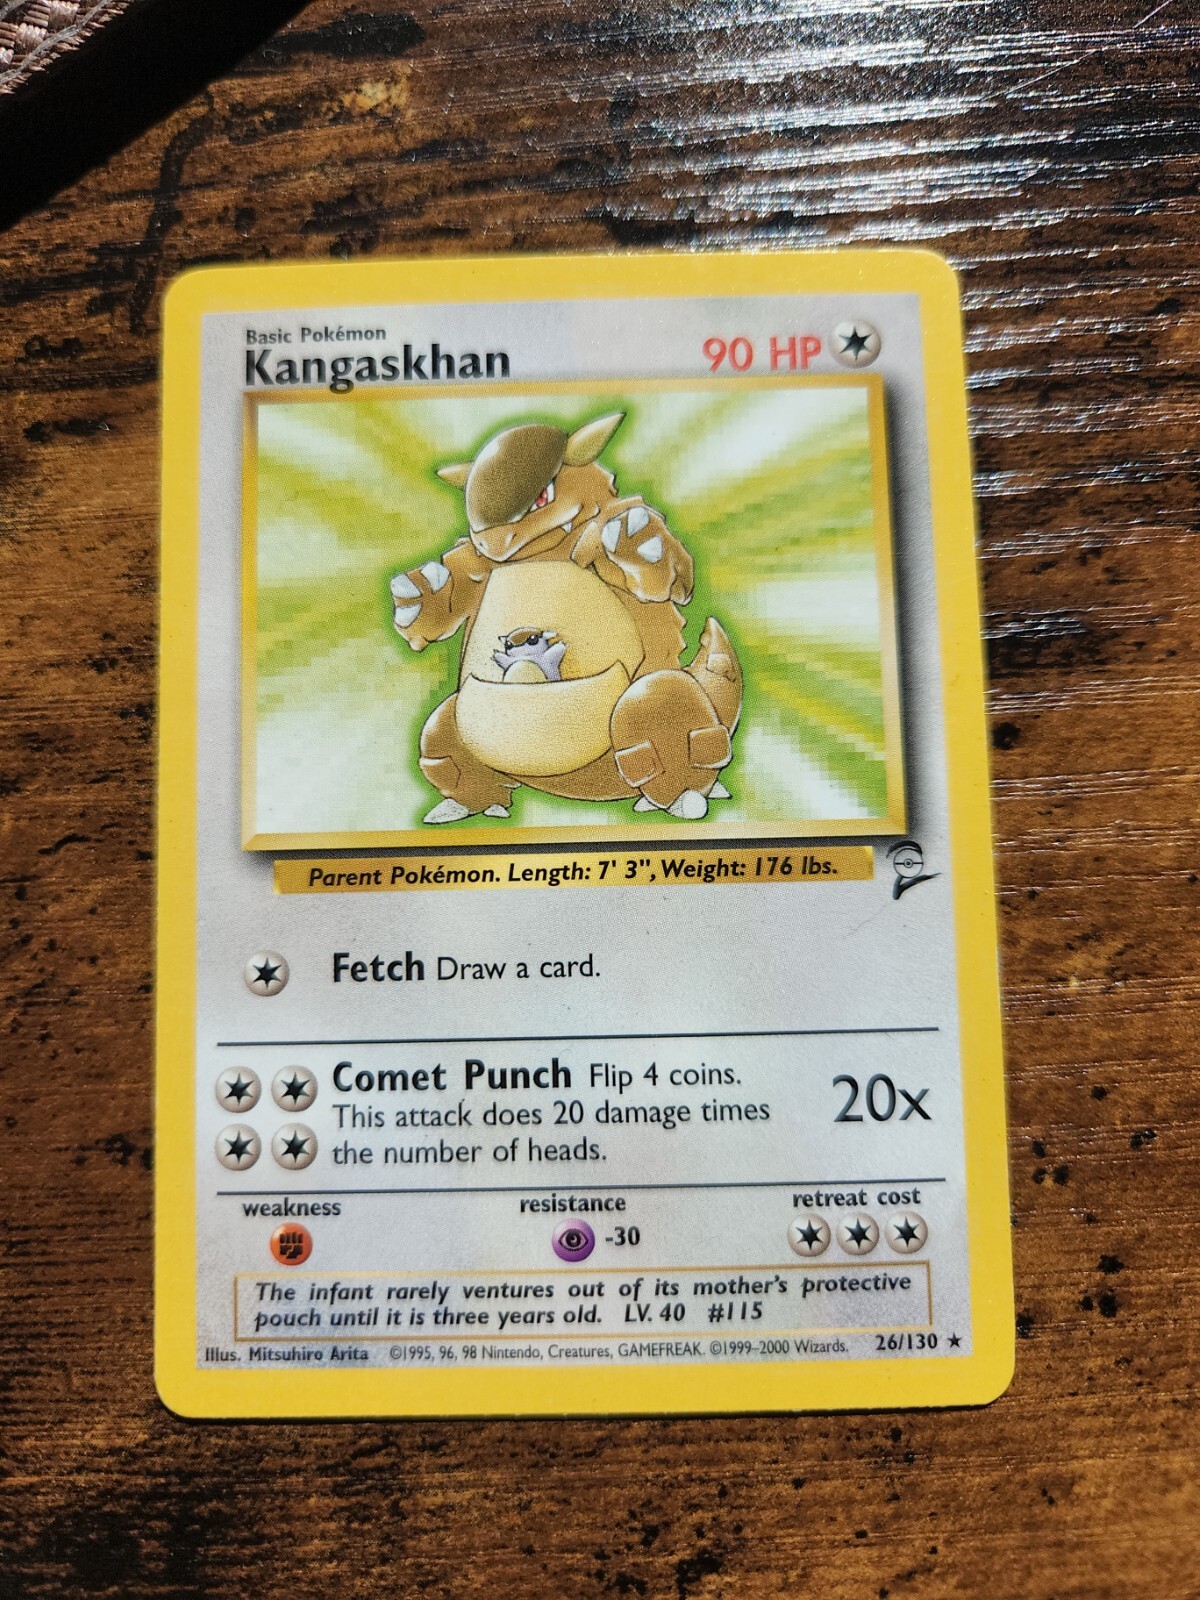 Basic Pokémon
Kangaskhan
90 HP
Parent Pokémon. Length: 7' 3", Weight: 176 lbs.
Fetch Draw a card.
Comet Punch Flip 4 coins.
This attack does 20 damage times
the number of heads.
20x
weakness
resistance
retreat cost
-30
The infant rarely ventures out of its mother's protective
pouch until it is three years old. LV. 40 #115
Illus. Mitsuhiro Arita ©1995, 96, 98 Nintendo, Creatures, GAMEFREAK. ©1999-2000 Wizards. 26/130 ★